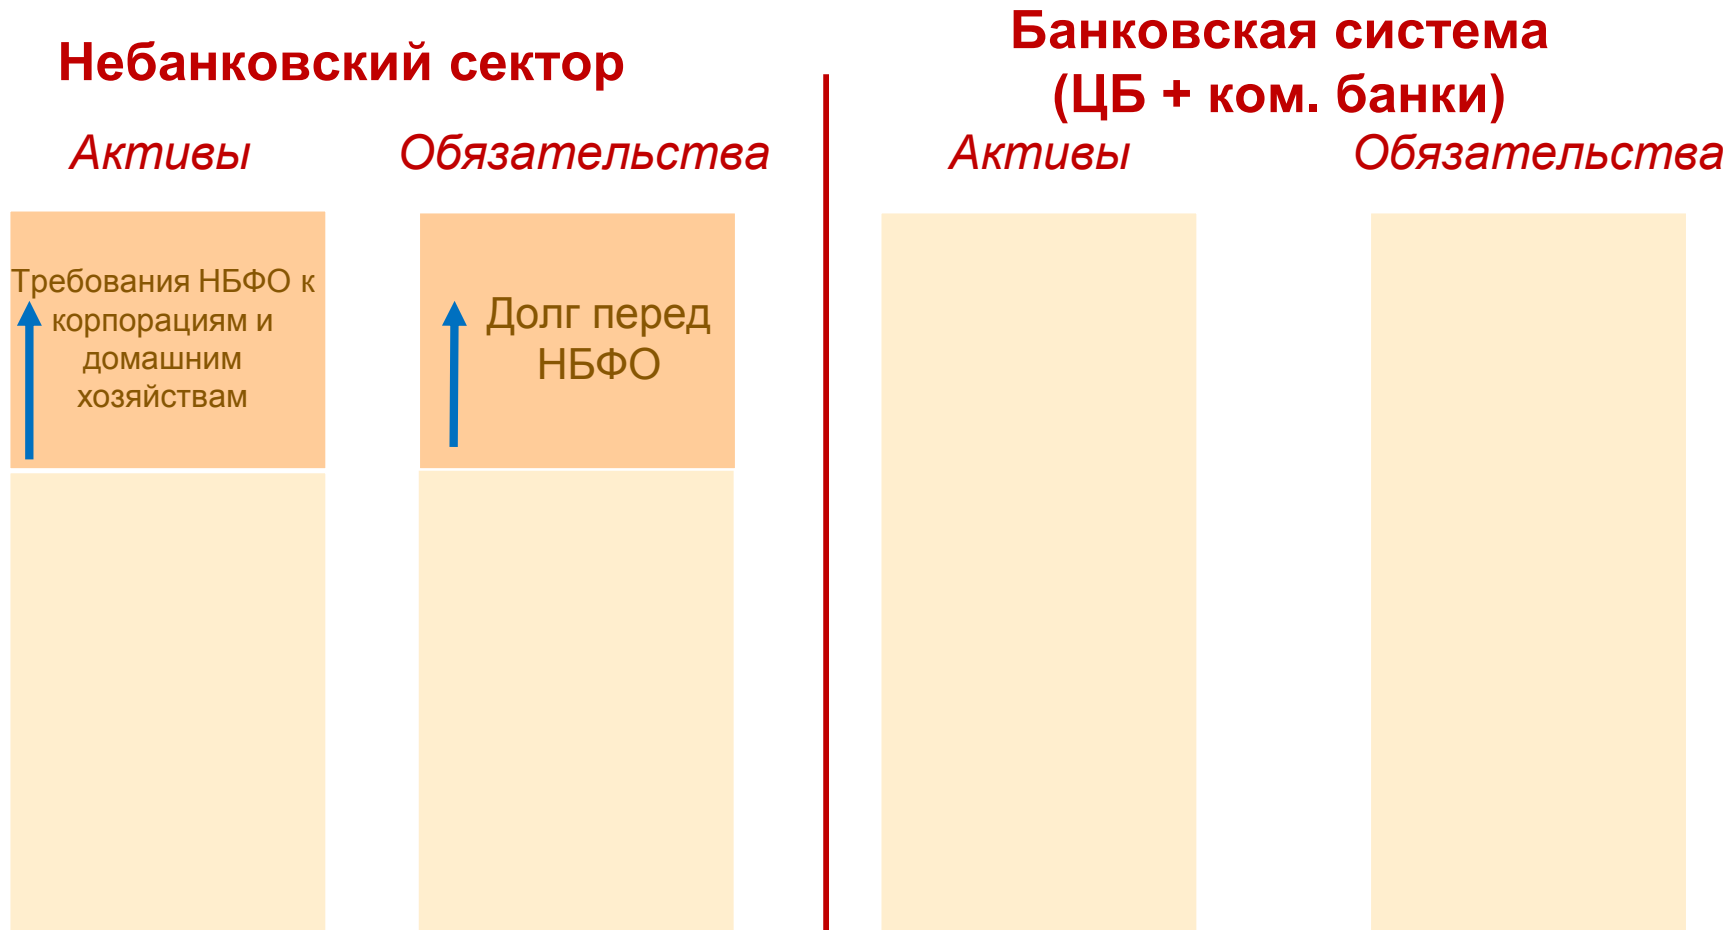 Небанковский сектор
Активы
Обязательства
Требования НБФО к
корпорациям и
домашним
хозяйствам
Долг перед
НБФО
Банковская система
(ЦБ + ком. банки)
Активы
Обязательства